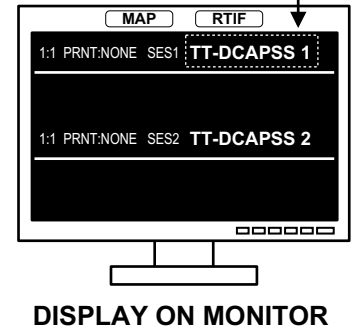 MAP RTIF
1:1 PRNT:NONE SES1 TT-DCAPSS 1
1:1 PRNT:NONE SES2 TT-DCAPSS 2
DISPLAY ON MONITOR